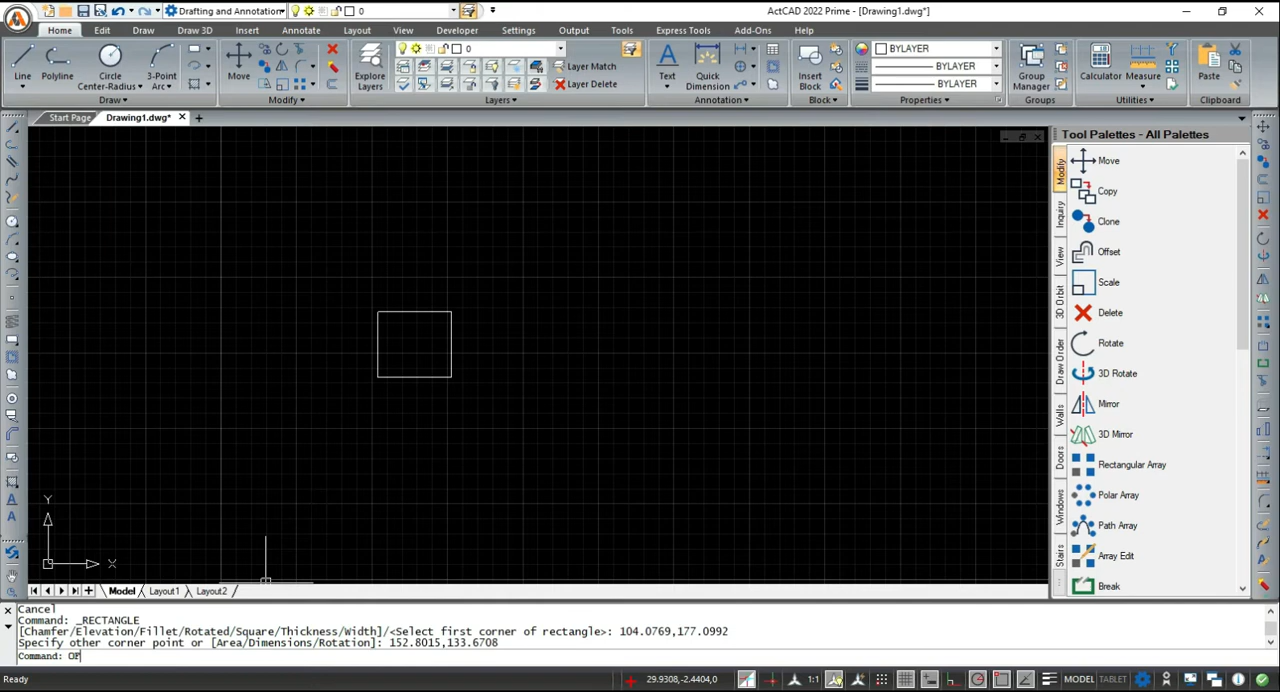 Drafting and Annotation
0
ActCAD 2022 Prime - [Drawing1.dwg*]
Home Edit Draw Draw 3D Insert Annotate Layout View Developer Settings Output Tools Express Tools Add-Ons Help
Line
Polyline
Circle
Center-Radius
3-Point
Arc
Draw
Move
Modify
Explore
Layers
0
Layer Match
Layer Delete
Layers
Text
Quick
Dimension
Annotation
Insert
Block
Block
BYLAYER
BYLAYER
BYLAYER
Properties
Group
Manager
Groups
Calculator
Measure
Utilities
Paste
Clipboard
Start Page
Drawing1.dwg*
Tool Palettes - All Palettes
Modify
Inquiry
View
3D Orbit
Draw Order
Walls
Doors
Windows
Stairs
Move
Copy
Clone
Offset
Scale
Delete
Rotate
3D Rotate
Mirror
3D Mirror
Rectangular Array
Polar Array
Path Array
Array Edit
Break
Y
X
Model Layout1 Layout2
Cancel
Command: _RECTANGLE
[Chamfer/Elevation/Fillet/Rotated/Square/Thickness/Width]/<Select first corner of rectangle>: 104.0769,177.0992
Specify other corner point or [Area/Dimensions/Rotation]: 152.8015,133.6708
Command: OF
Ready
29.9308,-2.4404,0
1:1
MODEL
TABLET